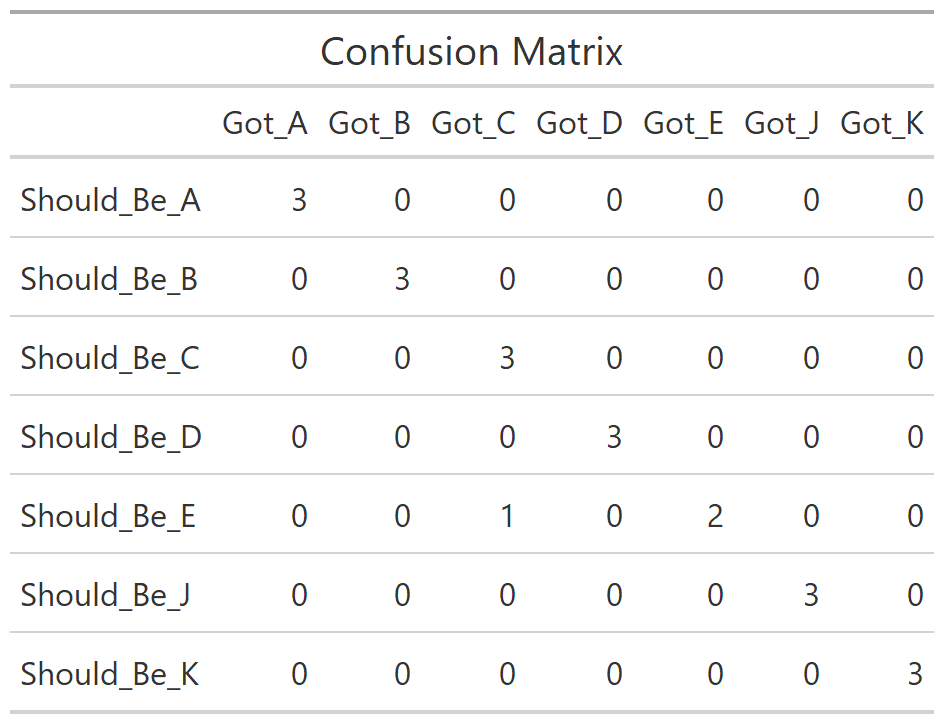 Confusion Matrix
Got_A Got_B Got_C Got_D Got_E Got_J Got_K
Should_Be_A 3 0 0 0 0 0 0
Should_Be_B 0 3 0 0 0 0 0
Should_Be_C 0 0 3 0 0 0 0
Should_Be_D 0 0 0 3 0 0 0
Should_Be_E 0 0 1 0 2 0 0
Should_Be_J 0 0 0 0 0 3 0
Should_Be_K 0 0 0 0 0 0 3